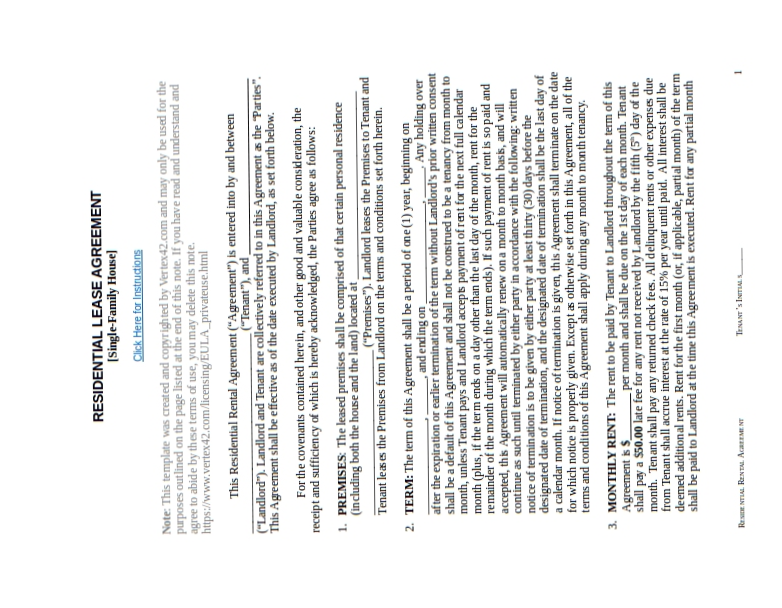 RESIDENTIAL LEASE AGREEMENT
[Single-Family House]
Click Here for Instructions
Note: This template was created and copyrighted by Vertex42.com and may only be used for the
purposes outlined on the page listed at the end of this note. If you have read and understand and
agree to abide by these terms of use, you may delete this note.
https://www.vertex42.com/licensing/EULA_privateuse.html
This Residential Rental Agreement ("Agreement") is entered into by and between
____________________ ("Tenant"), and ____________________
("Landlord"). Landlord and Tenant are collectively referred to in this Agreement as the "Parties".
This Agreement shall be effective as of the date executed by Landlord, as set forth below.
For the covenants contained herein, and other good and valuable consideration, the
receipt and sufficiency of which is hereby acknowledged, the Parties agree as follows:
1. PREMISES: The leased premises shall be comprised of that certain personal residence
(including both the house and the land) located at ____________________
____________________ ("Premises"). Landlord leases the Premises to Tenant and
Tenant leases the Premises from Landlord on the terms and conditions set forth herein.
2. TERM: The term of this Agreement shall be a period of one (1) year, beginning on
__________, ____, and ending on ____________________, ____. Any holding over
after the expiration or earlier termination of the term without Landlord's prior written consent
shall be a default of this Agreement and shall not be construed to be a tenancy from month to
month, unless Tenant pays and Landlord accepts payment of rent for the next full calendar
month (plus, if the term ends on a day other than the last day of the month, rent for the
remainder of the month during which the term ends). If such payment of rent is so paid and
accepted, this Agreement will automatically renew on a month to month basis, and will
continue as such until terminated by either party in accordance with the following: written
notice of termination is to be given by either party at least thirty (30) days before the
designated date of termination, and the designated date of termination shall be the last day of
a calendar month. If notice of termination is given, this Agreement shall terminate on the date
for which notice is properly given. Except as otherwise set forth in this Agreement, all of the
terms and conditions of this Agreement shall apply during any month to month tenancy.
3. MONTHLY RENT: The rent to be paid by Tenant to Landlord throughout the term of this
Agreement is $________ per month and shall be due on the 1st day of each month. Tenant
shall pay a $50.00 late fee for any rent not received by Landlord by the fifth (5th) day of the
month. Tenant shall pay any returned check fees. All delinquent rents or other expenses due
from Tenant shall accrue interest at the rate of 15% per year until paid. All interest shall be
deemed additional rents. Rent for the first month (or, if applicable, partial month) of the term
shall be paid to Landlord at the time this Agreement is executed. Rent for any partial month
RESIDENTIAL RENTAL AGREEMENT TENANT'S INITIALS______ 1